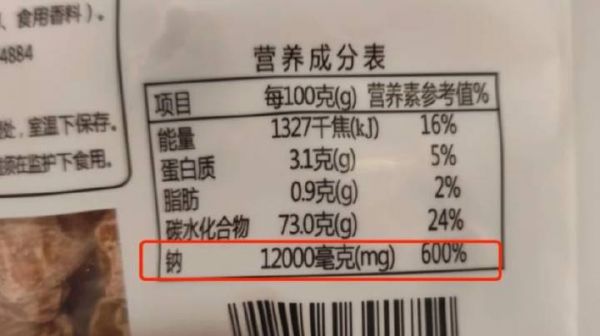 、食用香料)。
4884
处,室温下保存。
须在监护下食用。
营养成分表
项目 每100克(g) 营养素参考值%
能量 1327千焦(kJ) 16%
蛋白质 3.1克(g) 5%
脂肪 0.9克(g) 2%
碳水化合物 73.0克(g) 24%
钠 12000毫克(mg) 600%